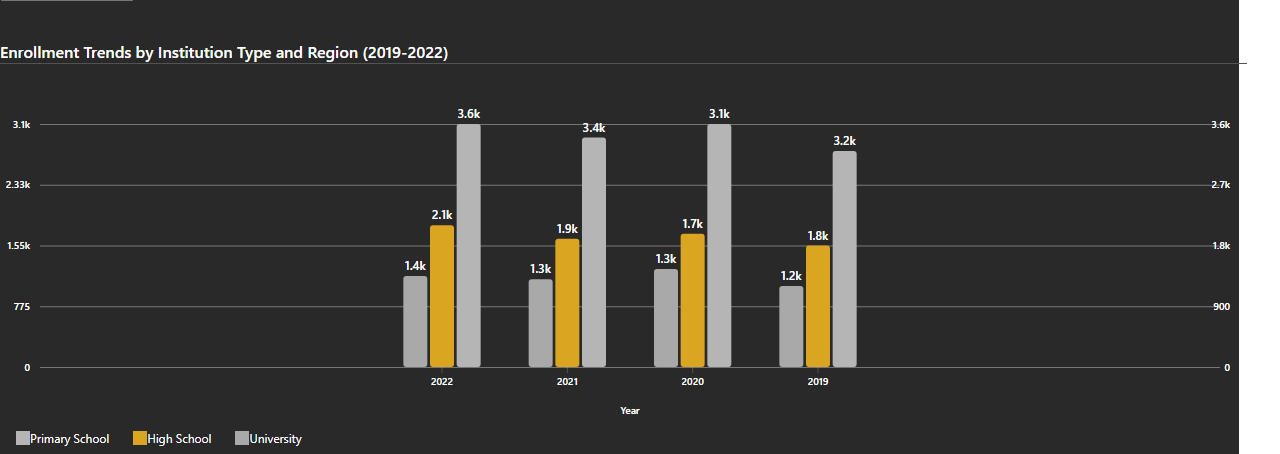 Enrollment Trends by Institution Type and Region (2019-2022)
3.6k
3.4k
3.1k
3.2k
3.1k
3.6k
2.33k
2.7k
2.1k
1.9k
1.7k
1.8k
1.55k
1.8k
1.4k
1.3k
1.3k
1.2k
775
900
0
0
2022 2021 2020 2019
Year
Primary School High School University